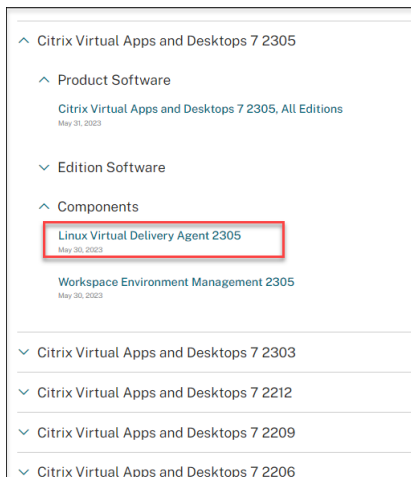 Citrix Virtual Apps and Desktops 7 2305
Product Software
Citrix Virtual Apps and Desktops 7 2305, All Editions
May 31, 2023
Edition Software
Components
Linux Virtual Delivery Agent 2305
May 30, 2023
Workspace Environment Management 2305
May 30, 2023
Citrix Virtual Apps and Desktops 7 2303
Citrix Virtual Apps and Desktops 7 2212
Citrix Virtual Apps and Desktops 7 2209
Citrix Virtual Apps and Desktops 7 2206